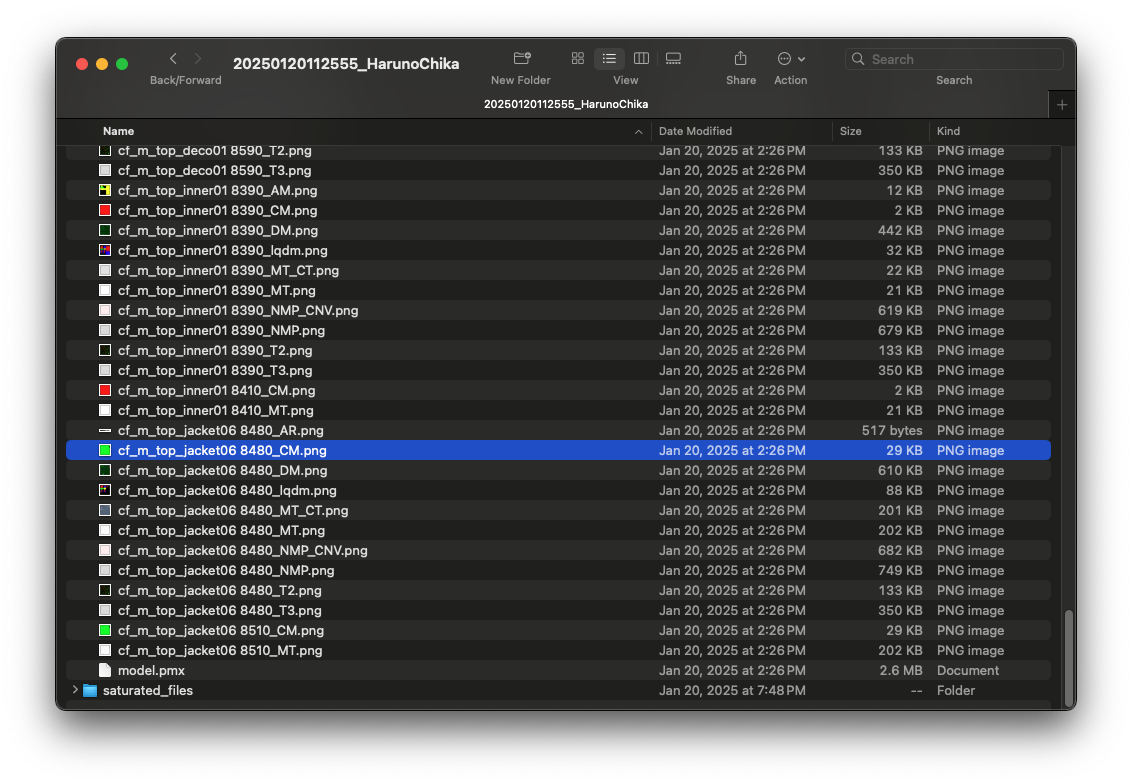 20250120112555_HarunoChika
Back/Forward
New Folder
View
Share
Action
Search
Search
20250120112555_HarunoChika
Name Date Modified Size Kind
cf_m_top_deco01 8590_T2.png Jan 20, 2025 at 2:26 PM 133 KB PNG image
cf_m_top_deco01 8590_T3.png Jan 20, 2025 at 2:26 PM 350 KB PNG image
cf_m_top_inner01 8390_AM.png Jan 20, 2025 at 2:26 PM 12 KB PNG image
cf_m_top_inner01 8390_CM.png Jan 20, 2025 at 2:26 PM 2 KB PNG image
cf_m_top_inner01 8390_DM.png Jan 20, 2025 at 2:26 PM 442 KB PNG image
cf_m_top_inner01 8390_lqdm.png Jan 20, 2025 at 2:26 PM 32 KB PNG image
cf_m_top_inner01 8390_MT_CT.png Jan 20, 2025 at 2:26 PM 22 KB PNG image
cf_m_top_inner01 8390_MT.png Jan 20, 2025 at 2:26 PM 21 KB PNG image
cf_m_top_inner01 8390_NMP_CNV.png Jan 20, 2025 at 2:26 PM 619 KB PNG image
cf_m_top_inner01 8390_NMP.png Jan 20, 2025 at 2:26 PM 679 KB PNG image
cf_m_top_inner01 8390_T2.png Jan 20, 2025 at 2:26 PM 133 KB PNG image
cf_m_top_inner01 8390_T3.png Jan 20, 2025 at 2:26 PM 350 KB PNG image
cf_m_top_inner01 8410_CM.png Jan 20, 2025 at 2:26 PM 2 KB PNG image
cf_m_top_inner01 8410_MT.png Jan 20, 2025 at 2:26 PM 21 KB PNG image
cf_m_top_jacket06 8480_AR.png Jan 20, 2025 at 2:26 PM 517 bytes PNG image
cf_m_top_jacket06 8480_CM.png Jan 20, 2025 at 2:26 PM 29 KB PNG image
cf_m_top_jacket06 8480_DM.png Jan 20, 2025 at 2:26 PM 610 KB PNG image
cf_m_top_jacket06 8480_lqdm.png Jan 20, 2025 at 2:26 PM 88 KB PNG image
cf_m_top_jacket06 8480_MT_CT.png Jan 20, 2025 at 2:26 PM 201 KB PNG image
cf_m_top_jacket06 8480_MT.png Jan 20, 2025 at 2:26 PM 202 KB PNG image
cf_m_top_jacket06 8480_NMP_CNV.png Jan 20, 2025 at 2:26 PM 682 KB PNG image
cf_m_top_jacket06 8480_NMP.png Jan 20, 2025 at 2:26 PM 749 KB PNG image
cf_m_top_jacket06 8480_T2.png Jan 20, 2025 at 2:26 PM 133 KB PNG image
cf_m_top_jacket06 8480_T3.png Jan 20, 2025 at 2:26 PM 350 KB PNG image
cf_m_top_jacket06 8510_CM.png Jan 20, 2025 at 2:26 PM 29 KB PNG image
cf_m_top_jacket06 8510_MT.png Jan 20, 2025 at 2:26 PM 202 KB PNG image
model.pmx Jan 20, 2025 at 2:26 PM 2.6 MB Document
saturated_files Jan 20, 2025 at 7:48 PM -- Folder